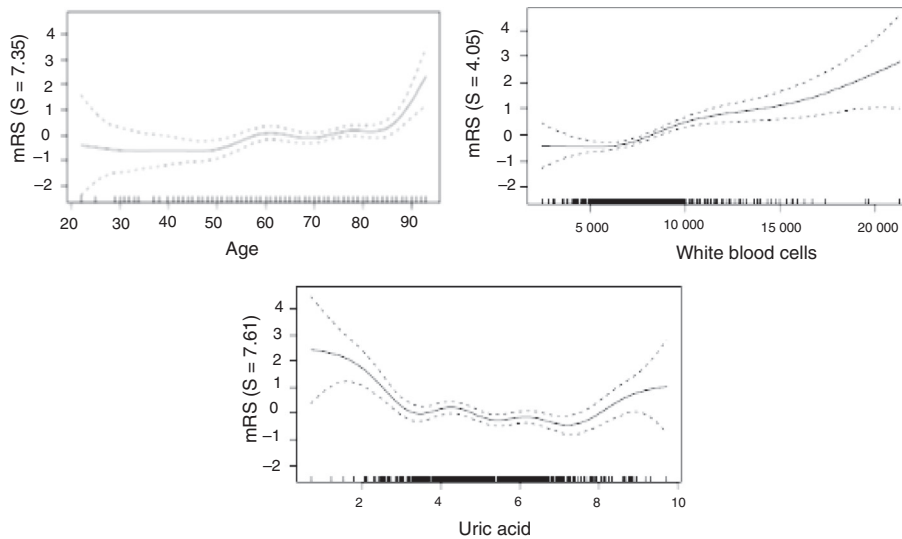 mRS (S = 7.35)
4
3
2
1
0
–1
–2
20 30 40 50 60 70 80 90
Age
mRS (S = 4.05)
4
3
2
1
0
–1
–2
5 000 10 000 15 000 20 000
White blood cells
mRS (S = 7.61)
4
3
2
1
0
–1
–2
2 4 6 8 10
Uric acid